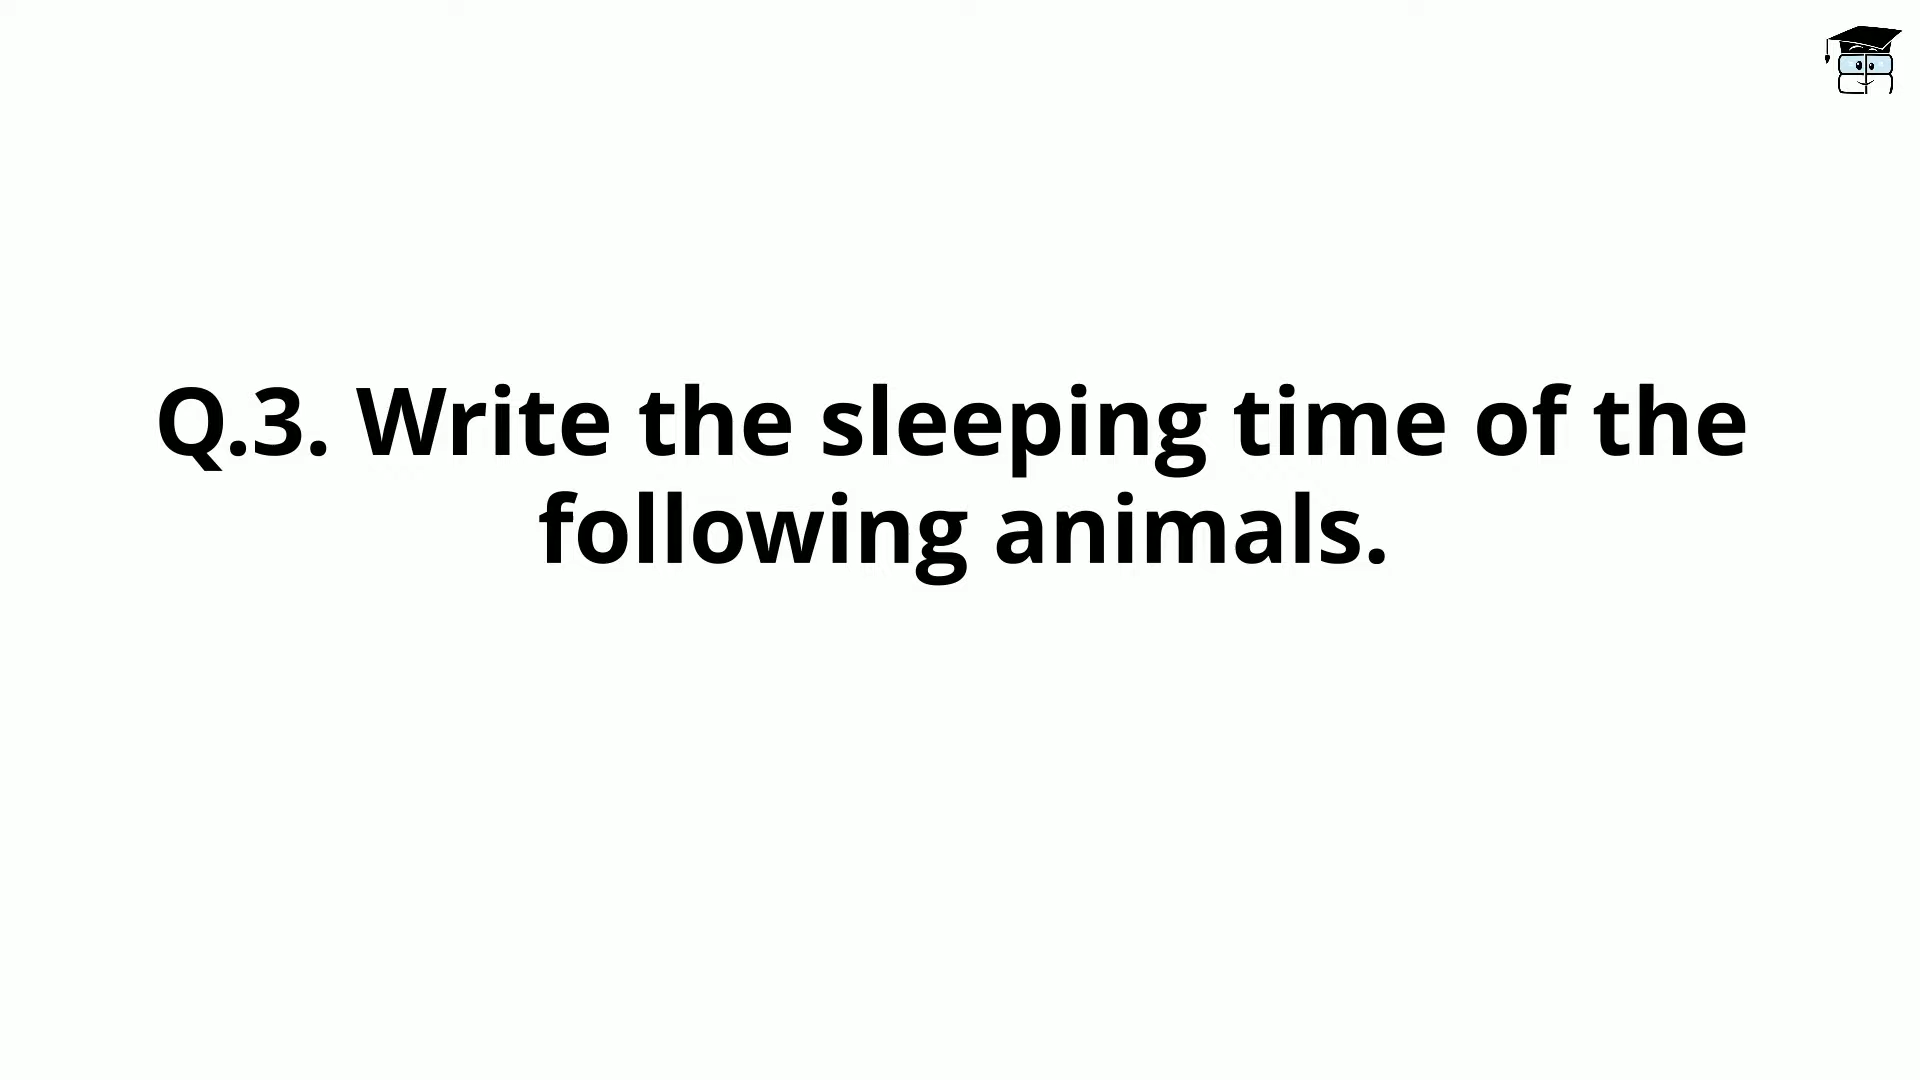 Q.3. Write the sleeping time of the
following animals.